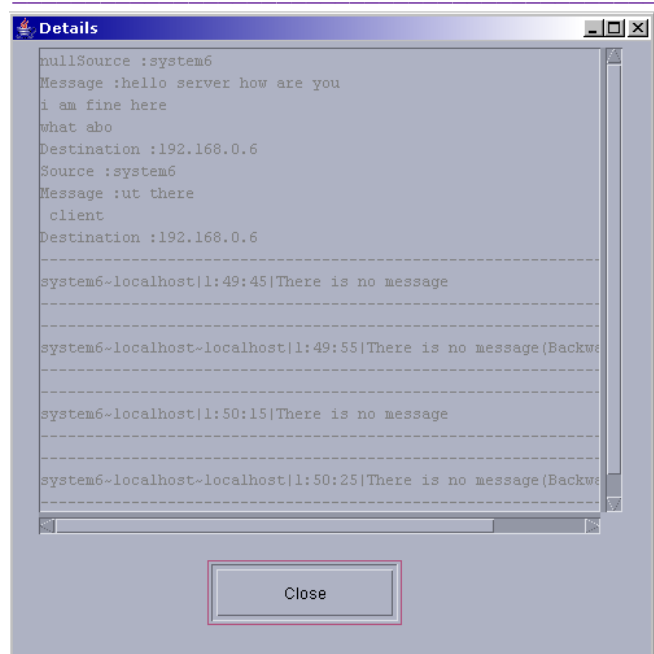 Details
nullSource :system6
Message :hello server how are you
i am fine here
what abo
Destination :192.168.0.6
Source :system6
Message :ut there
 client
Destination :192.168.0.6
------------------------------------------------------------
system6~localhost|1:49:45|There is no message
------------------------------------------------------------
------------------------------------------------------------
system6~localhost~localhost|1:49:55|There is no message(Backwa
------------------------------------------------------------
------------------------------------------------------------
system6~localhost|1:50:15|There is no message
------------------------------------------------------------
------------------------------------------------------------
system6~localhost~localhost|1:50:25|There is no message(Backwa
------------------------------------------------------------
Close